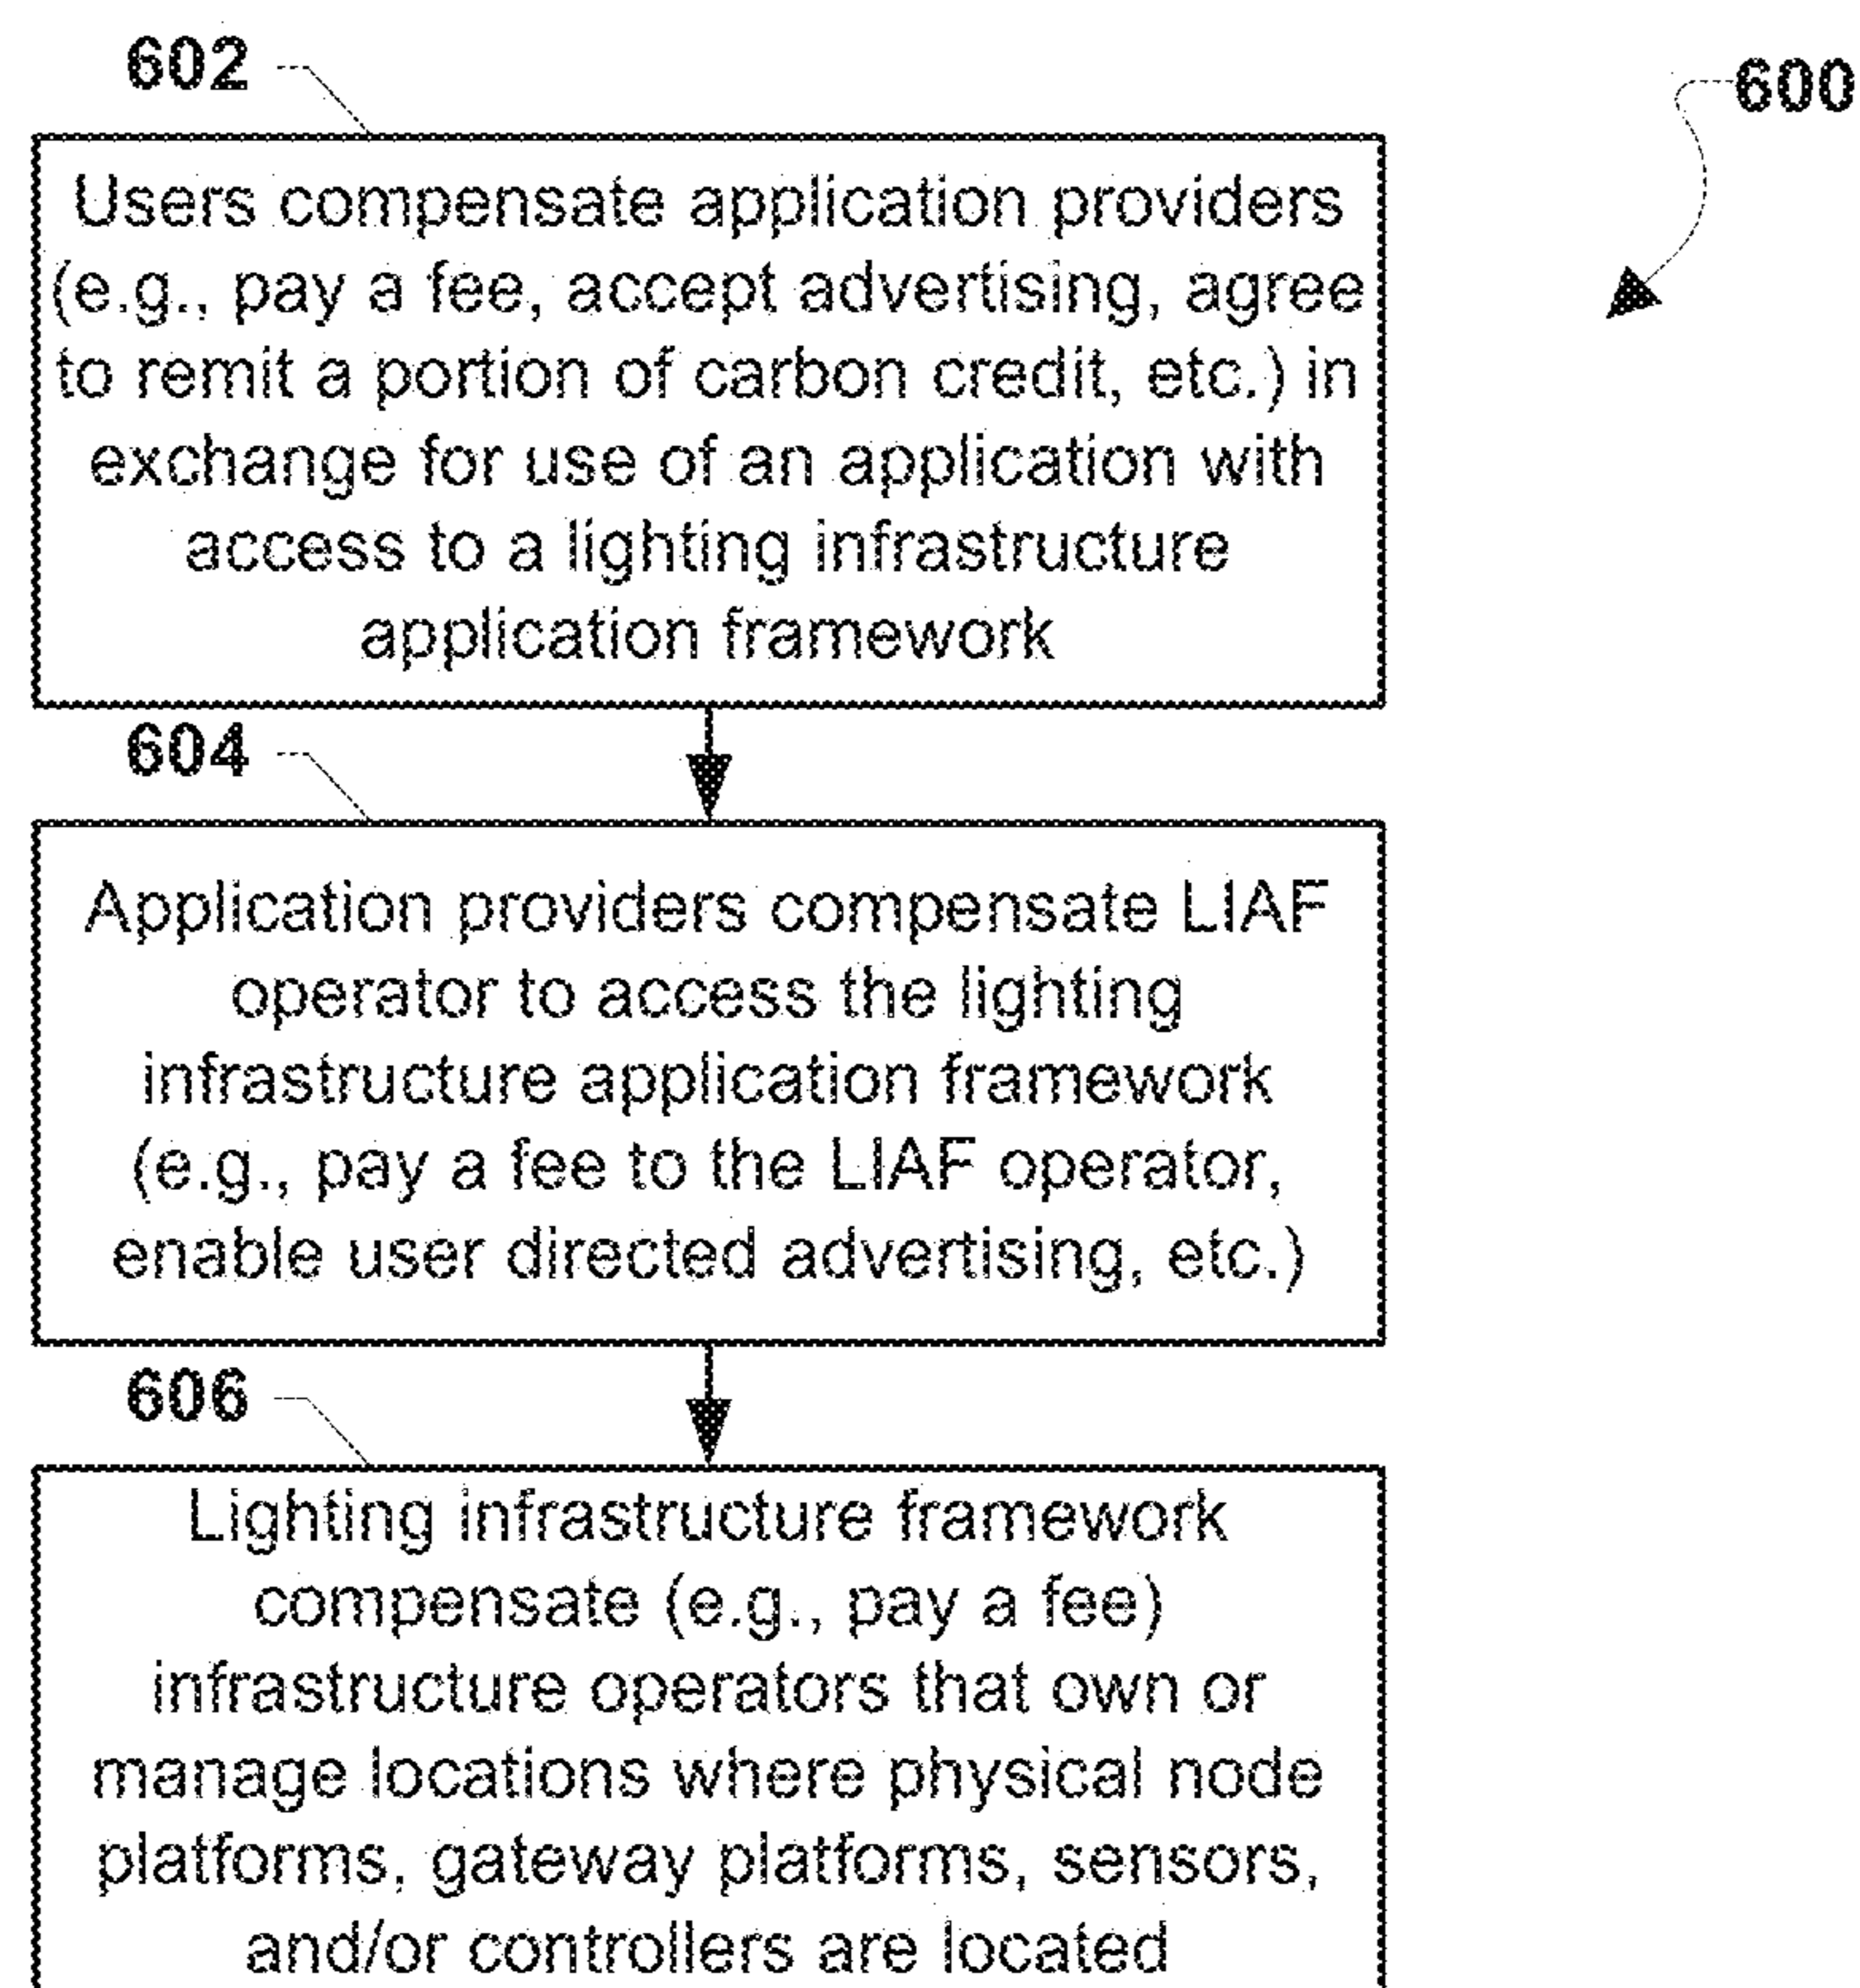 602
600
Users compensate application providers
(e.g., pay a fee, accept advertising, agree
to remit a portion of carbon credit, etc.) in
exchange for use of an application with
access to a lighting infrastructure
application framework
604
Application providers compensate LIAF
operator to access the lighting
infrastructure application framework
(e.g., pay a fee to the LIAF operator,
enable user directed advertising, etc.)
606
Lighting infrastructure framework
compensate (e.g., pay a fee)
infrastructure operators that own or
manage locations where physical node
platforms, gateway platforms, sensors,
and/or controllers are located